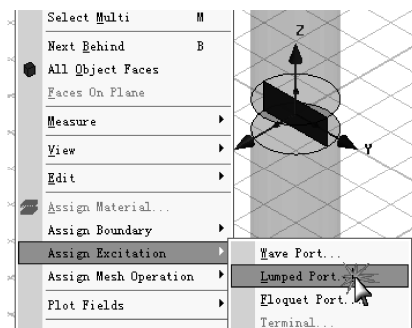 Select Multi M
Next Behind B
All Object Faces
Faces On Plane
Measure
View
Edit
Assign Material...
Assign Boundary
Assign Excitation
Assign Mesh Operation
Plot Fields
Z
Y
Wave Port...
Lumped Port...
Floquet Port...
Terminal...